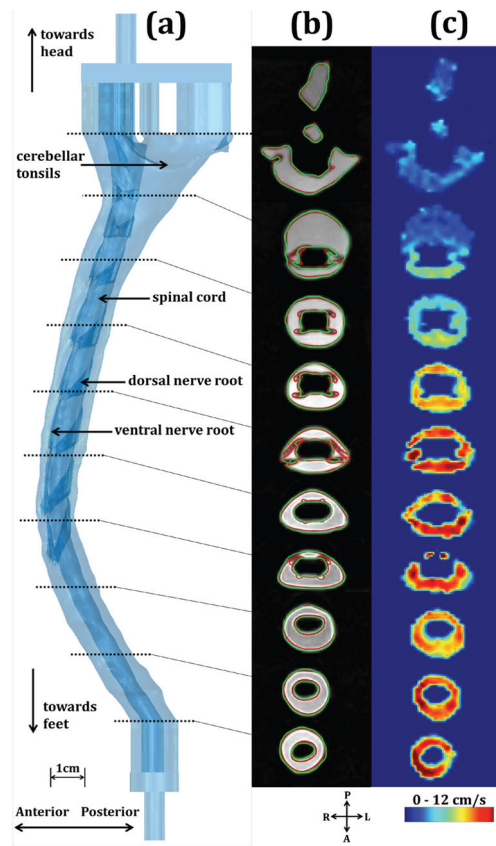 (a)
(b)
(c)
towards
head
cerebellar
tonsils
spinal cord
dorsal nerve root
ventral nerve root
towards
feet
1cm
Anterior Posterior
P
R L
A
0 - 12 cm/s